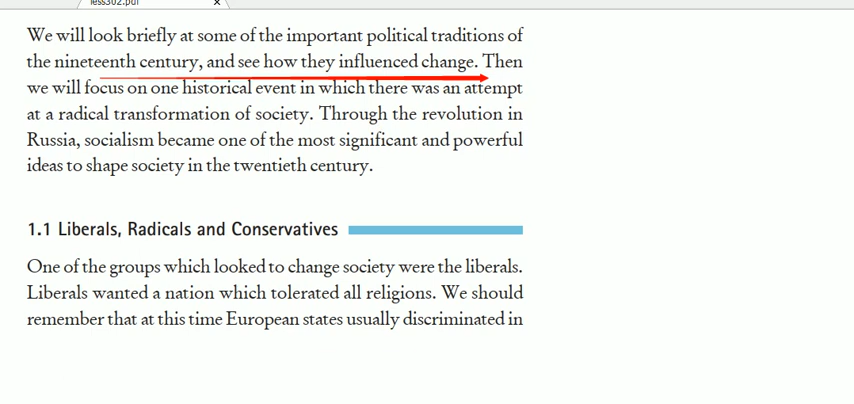 less302.pdf
We will look briefly at some of the important political traditions of
the nineteenth century, and see how they influenced change. Then
we will focus on one historical event in which there was an attempt
at a radical transformation of society. Through the revolution in
Russia, socialism became one of the most significant and powerful
ideas to shape society in the twentieth century.
1.1 Liberals, Radicals and Conservatives
One of the groups which looked to change society were the liberals.
Liberals wanted a nation which tolerated all religions. We should
remember that at this time European states usually discriminated in